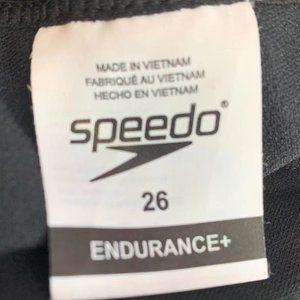 MADE IN VIETNAM
FABRIQUÉ AU VIETNAM
HECHO EN VIETNAM
speedo®
26
ENDURANCE+